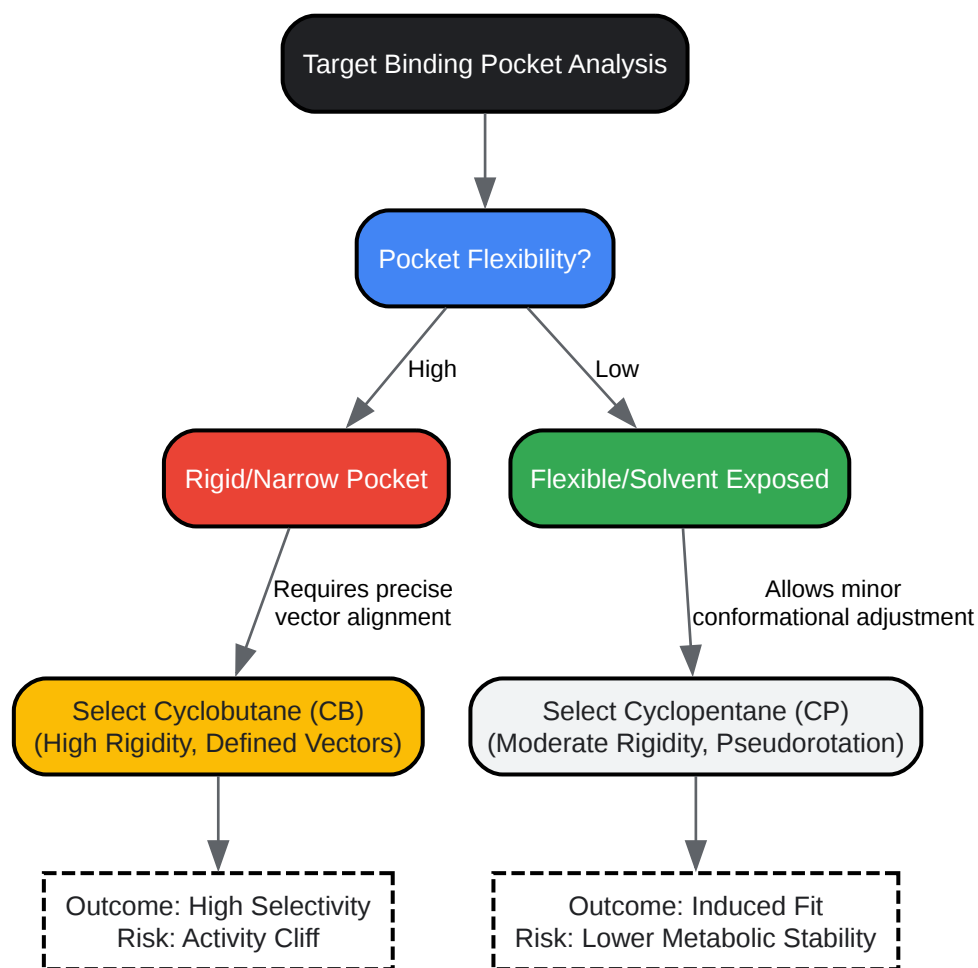 Target Binding Pocket Analysis
Pocket Flexibility?
High
Low
Rigid/Narrow Pocket
Flexible/Solvent Exposed
Requires precise
vector alignment
Allows minor
conformational adjustment
Select Cyclobutane (CB)
(High Rigidity, Defined Vectors)
Select Cyclopentane (CP)
(Moderate Rigidity, Pseudorotation)
Outcome: High Selectivity
Risk: Activity Cliff
Outcome: Induced Fit
Risk: Lower Metabolic Stability